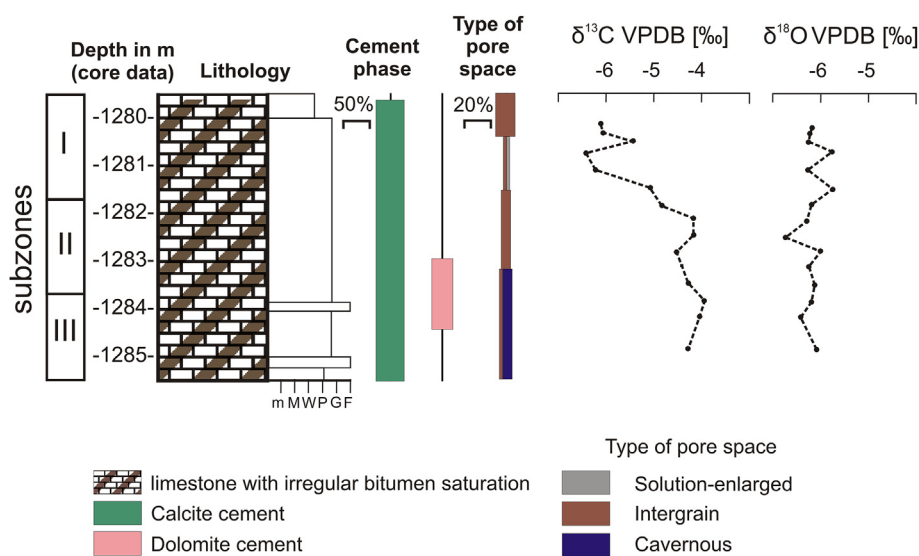 Depth in m
(core data)
Lithology
Cement
phase
Type of
pore
space
δ¹³C VPDB [‰]
δ¹⁸O VPDB [‰]
-6 -5 -4
-6 -5
50%
20%
subzones
I
II
III
-1280-
-1281-
-1282-
-1283-
-1284-
-1285-
m M W P G F
Type of pore space
limestone with irregular bitumen saturation
Calcite cement
Dolomite cement
Solution-enlarged
Intergrain
Cavernous